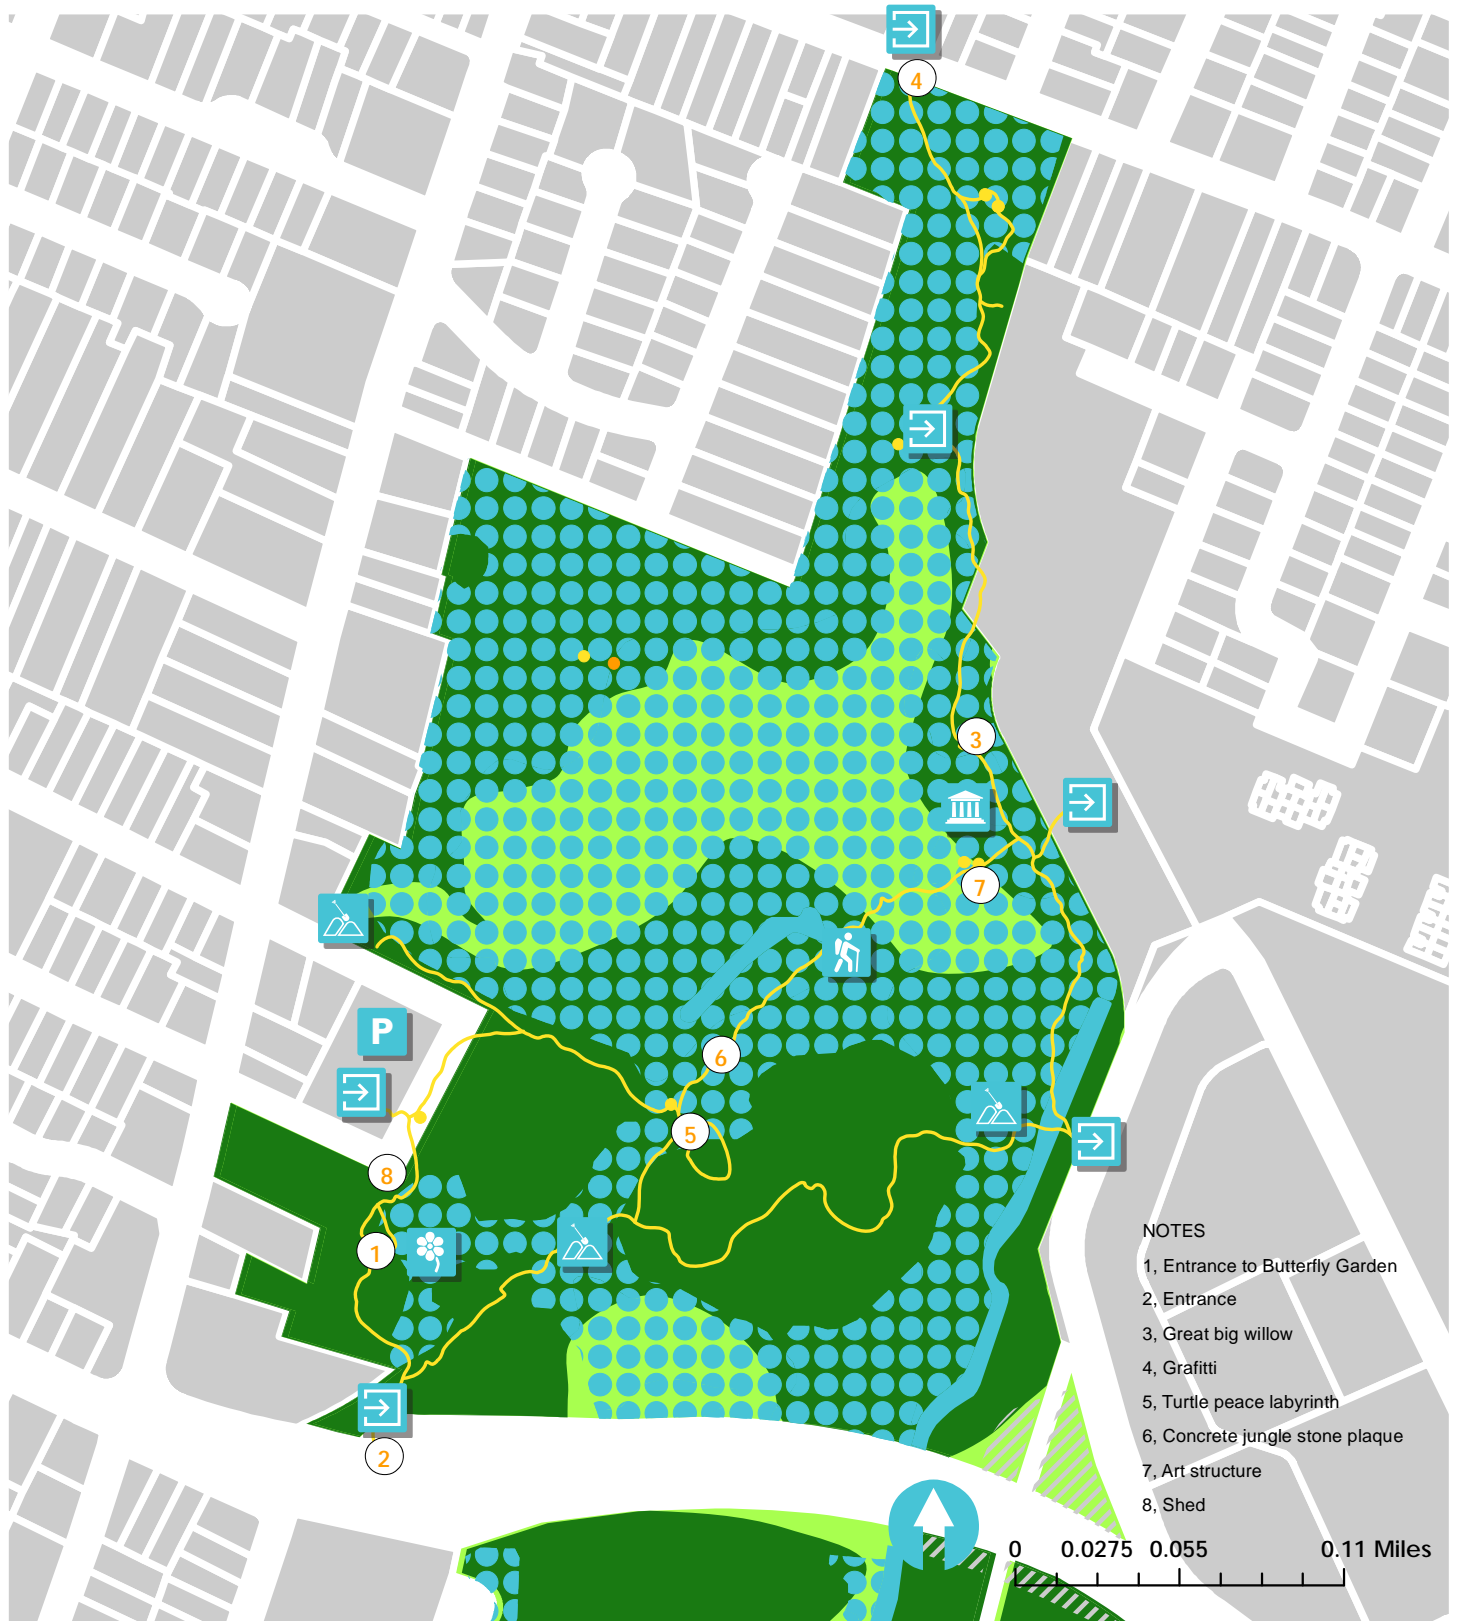 4
3
7
P
6
5
8
1
2
NOTES
1, Entrance to Butterfly Garden
2, Entrance
3, Great big willow
4, Grafitti
5, Turtle peace labyrinth
6, Concrete jungle stone plaque
7, Art structure
8, Shed
0 0.0275 0.055 0.11 Miles